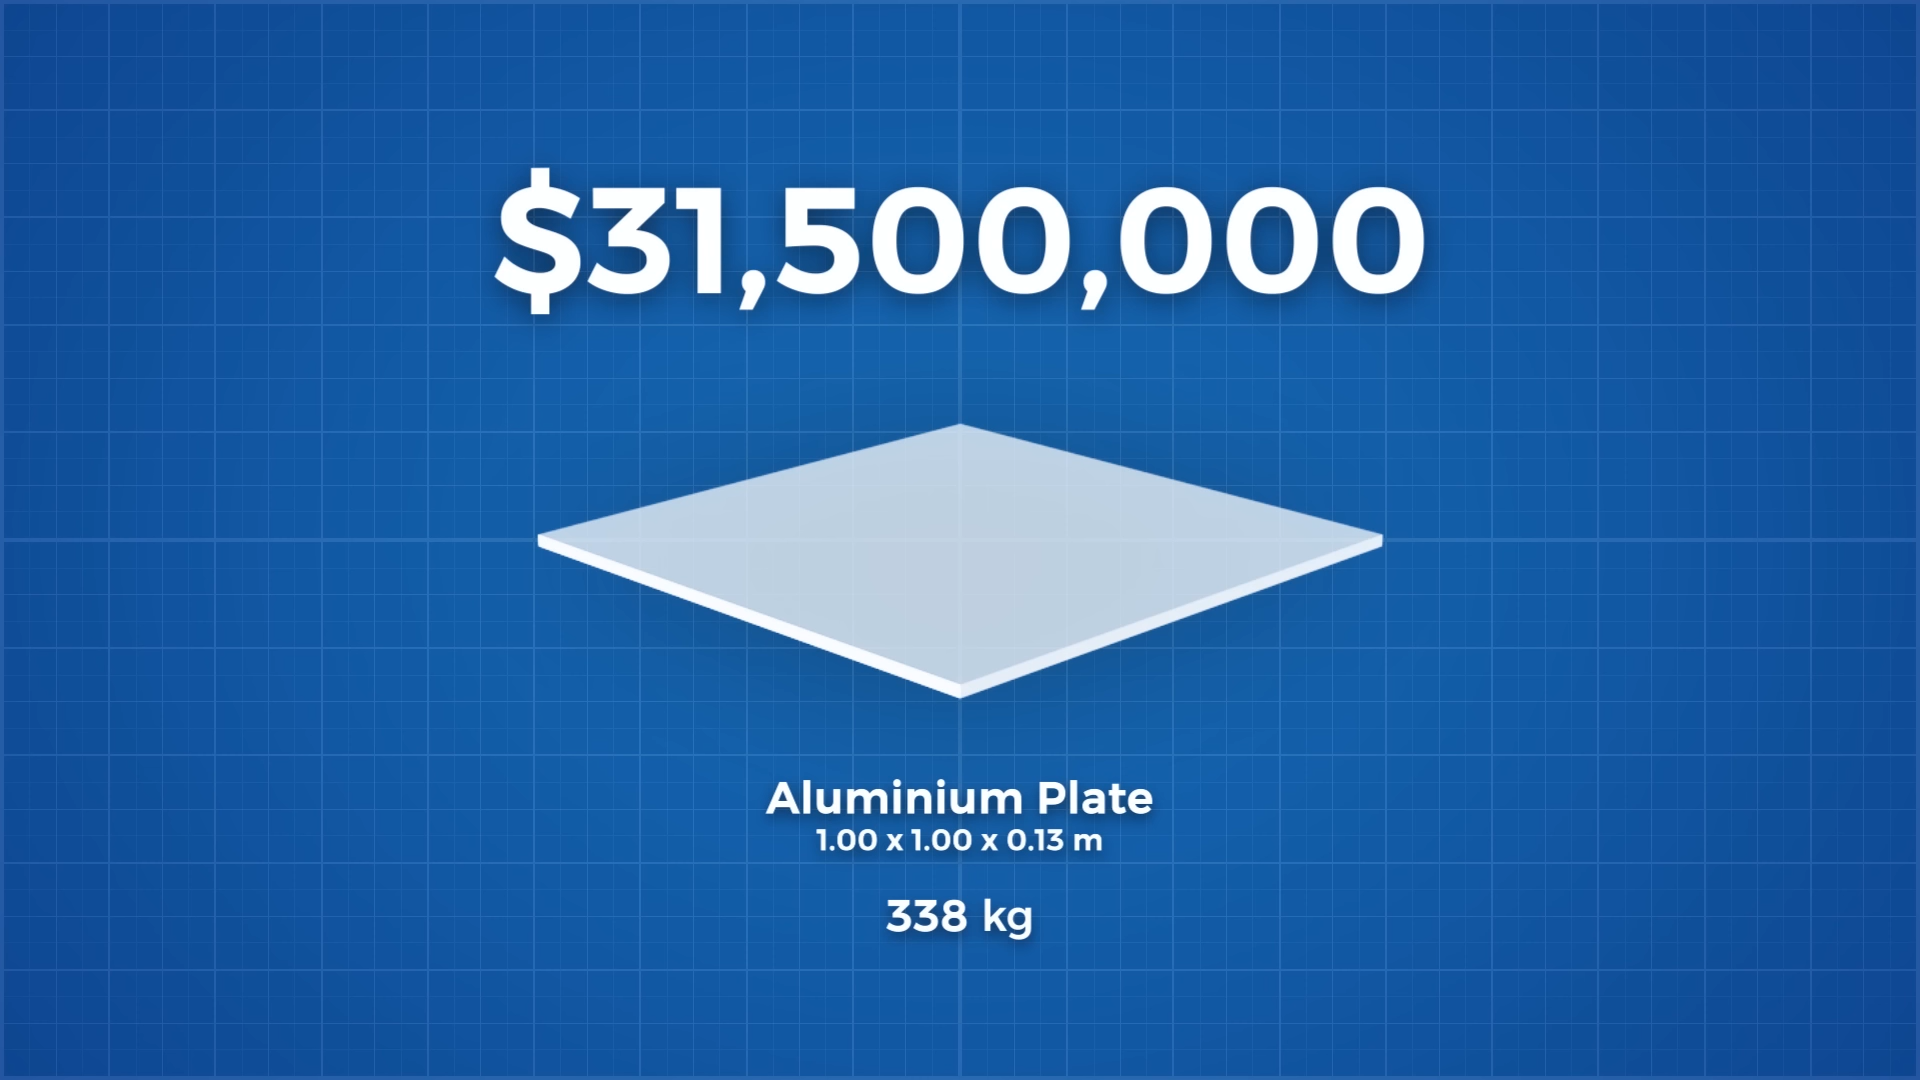 $31,500,000
Aluminium Plate
1.00 x 1.00 x 0.13 m
338 kg